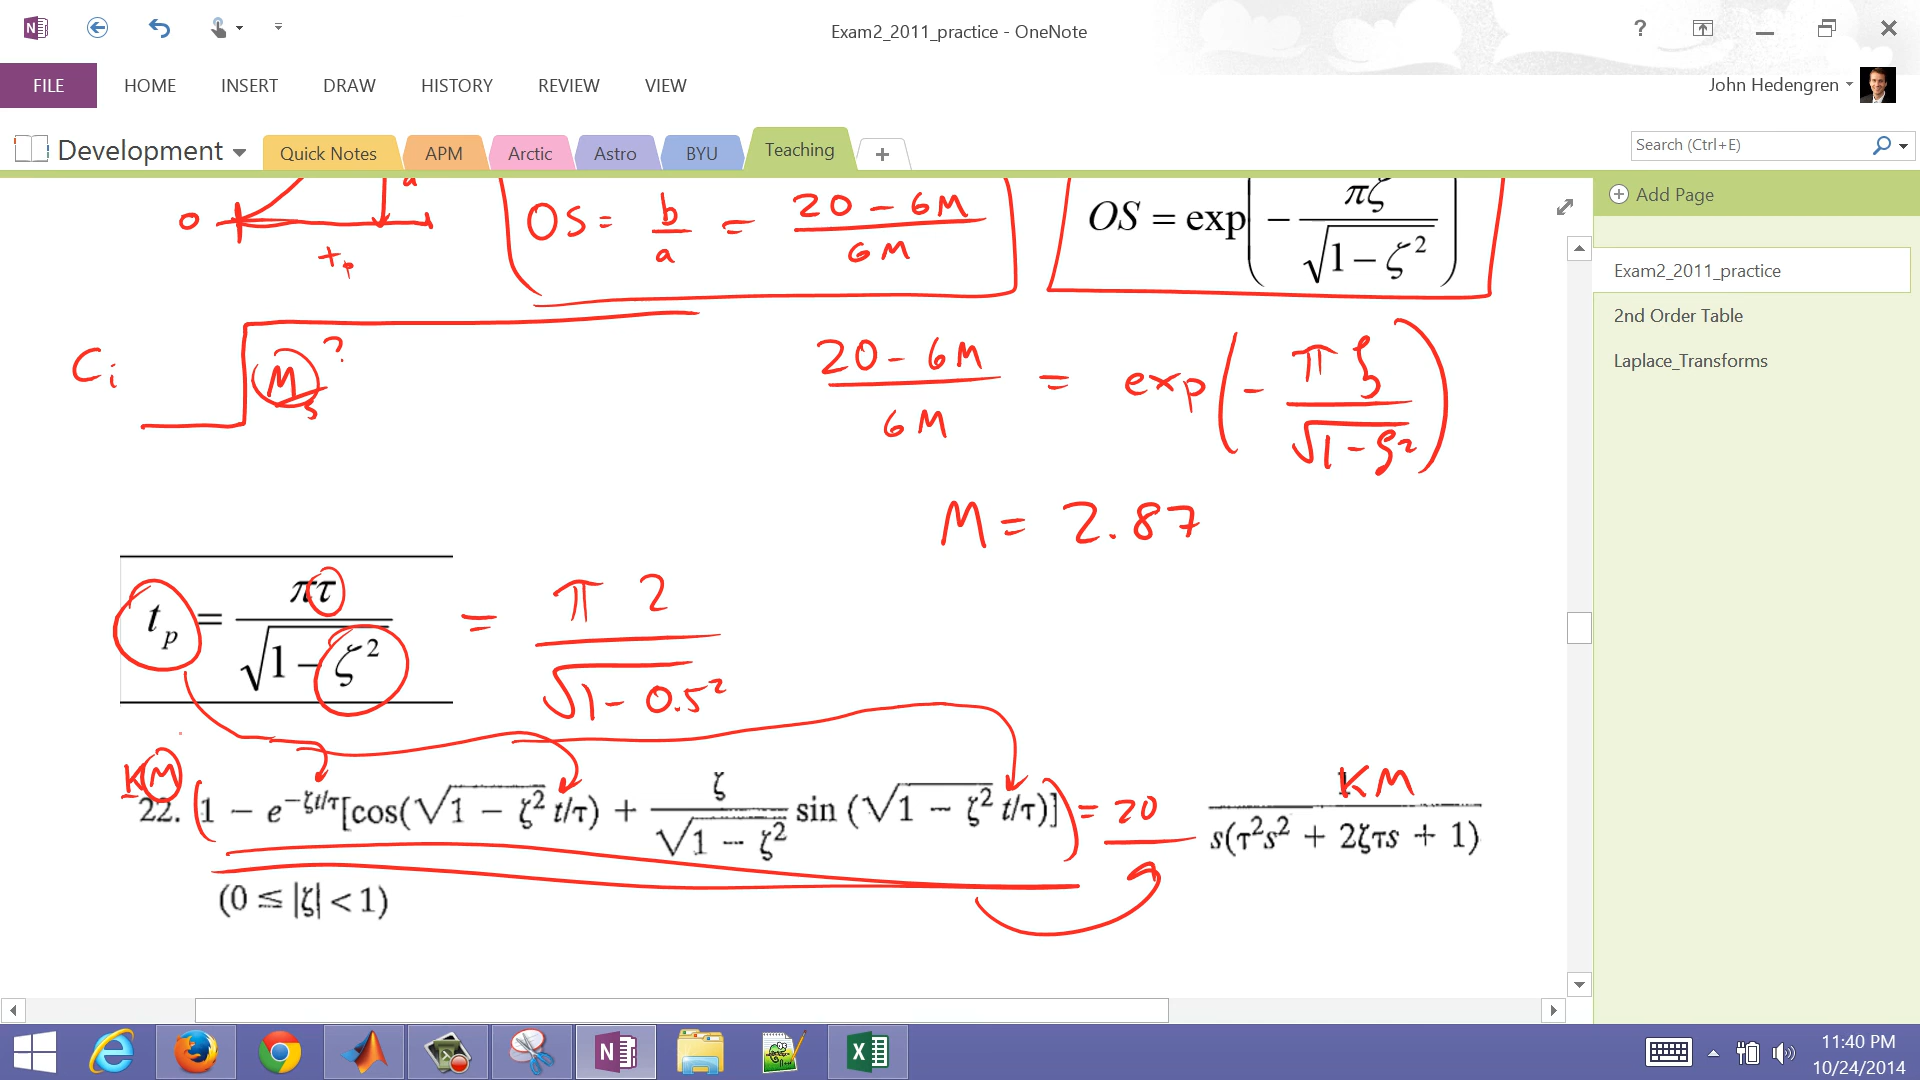 Exam2_2011_practice - OneNote
?
FILE HOME INSERT DRAW HISTORY REVIEW VIEW
John Hedengren
Development Quick Notes APM Arctic Astro BYU Teaching +
Search (Ctrl+E)
Add Page
Exam2_2011_practice
2nd Order Table
Laplace_Transforms
a
0
t_p
OS = b/a = (20 - 6M)/(6M)
OS = exp(- πζ/√(1 - ζ²))
Ci M ?
s
(20 - 6M)/(6M) = exp(- πζ/√(1 - ζ²))
M = 2.87
t_p = πτ/√(1 - ζ²) = π 2/√(1 - 0.5²)
KM
22. (1 - e^(-ζt/τ)[cos(√(1 - ζ²) t/τ) + ζ/√(1 - ζ²) sin (√(1 - ζ²) t/τ)]) = 20
KM/(s(τ²s² + 2ζτs + 1))
(0 ≤ |ζ| < 1)
11:40 PM
10/24/2014